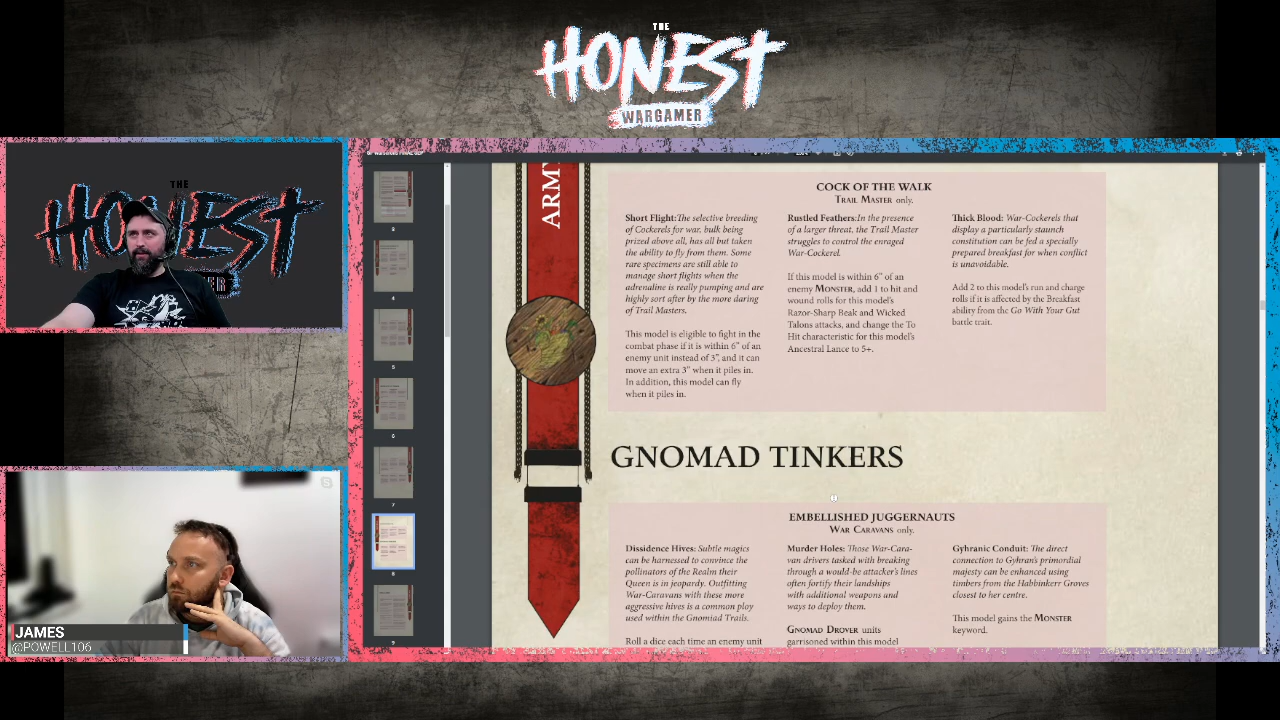 THE
HONEST
WARGAMER
THE
HONEST
ER
JAMES
@POWELL106
3
4
5
6
7
8
9
ARM
COCK OF THE WALK
TRAIL MASTER only.
Short Flight:The selective breeding
of Cockerels for war, bulk being
prized above all, has all but taken
the ability to fly from them. Some
rare specimens are still able to
manage short flights when the
adrenaline is really pumping and are
highly sort after by the more daring
of Trail Masters.
This model is eligible to fight in the
combat phase if it is within 6" of an
enemy unit instead of 3", and it can
move an extra 3" when it piles in.
In addition, this model can fly
when it piles in.
Rustled Feathers:In the presence
of a larger threat, the Trail Master
struggles to control the enraged
War-Cockerel.
If this model is within 6" of an
enemy MONSTER, add 1 to hit and
wound rolls for this model's
Razor-Sharp Beak and Wicked
Talons attacks, and change the To
Hit characteristic for this model's
Ancestral Lance to 5+.
Thick Blood: War-Cockerels that
display a particularly staunch
constitution can be fed a specially
prepared breakfast for when conflict
is unavoidable.
Add 2 to this model's run and charge
rolls if it is affected by the Breakfast
ability from the Go With Your Gut
battle trait.
GNOMAD TINKERS
EMBELLISHED JUGGERNAUTS
WAR CARAVANS only.
Dissidence Hives: Subtle magics
can be harnessed to convince the
pollinators of the Realm their
Queen is in jeopardy. Outfitting
War-Caravans with these more
aggressive hives is a common ploy
used within the Gnomiad Trails.
Roll a dice each time an enemy unit
Murder Holes: Those War-Cara-
van drivers tasked with breaking
through a would-be attacker's lines
often fortify their landships
with additional weapons and
ways to deploy them.
GNOMAD DROVER units
garrisoned within this model
Gyhranic Conduit: The direct
connection to Gyhran's primordial
majesty can be enhanced using
timbers from the Habbinkerr Groves
closest to her centre.
This model gains the MONSTER
keyword.